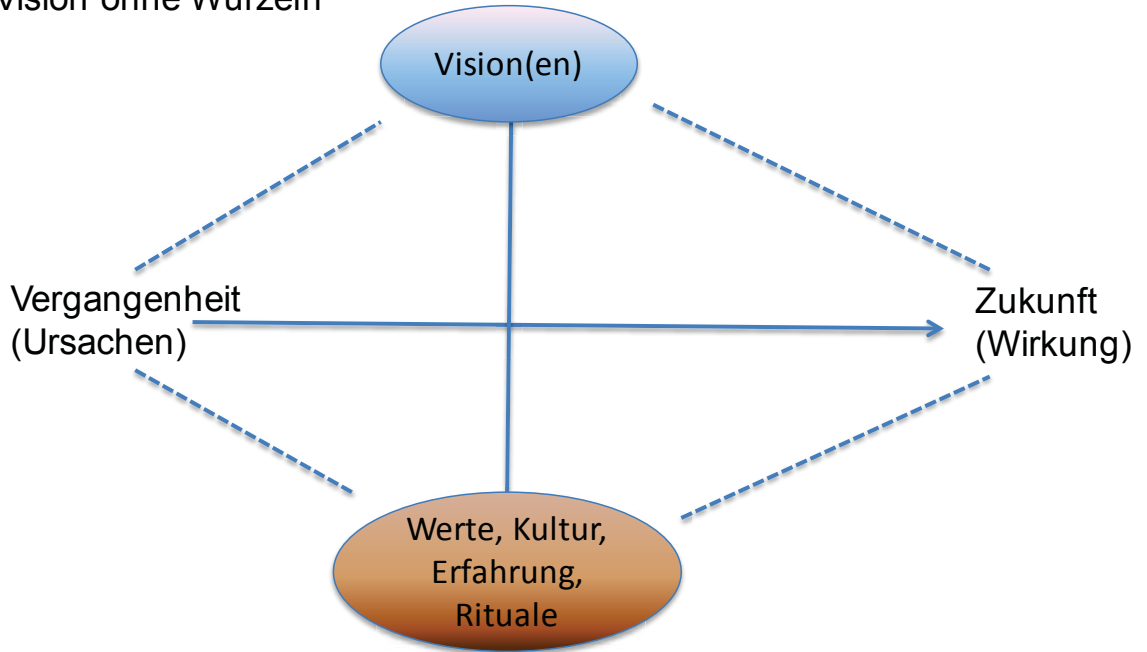 Vision ohne Wurzeln
Vision(en)
Vergangenheit
(Ursachen)
Zukunft
(Wirkung)
Werte, Kultur,
Erfahrung,
Rituale